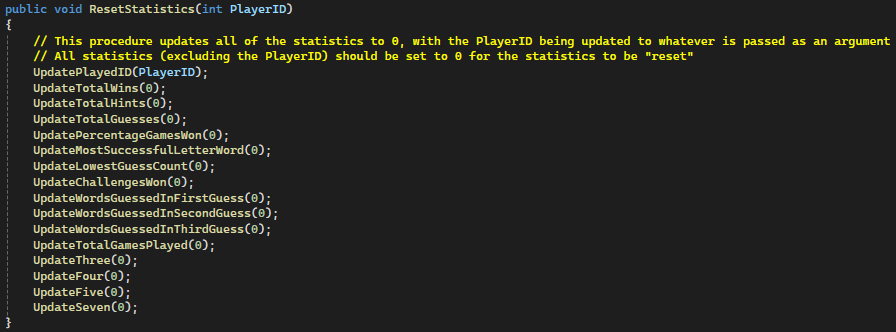 public void ResetStatistics(int PlayerID)
{
// This procedure updates all of the statistics to 0, with the PlayerID being updated to whatever is passed as an argument
// All statistics (excluding the PlayerID) should be set to 0 for the statistics to be "reset"
UpdatePlayedID(PlayerID);
UpdateTotalWins(0);
UpdateTotalHints(0);
UpdateTotalGuesses(0);
UpdatePercentageGamesWon(0);
UpdateMostSuccessfulLetterWord(0);
UpdateLowestGuessCount(0);
UpdateChallengesWon(0);
UpdateWordsGuessedInFirstGuess(0);
UpdateWordsGuessedInSecondGuess(0);
UpdateWordsGuessedInThirdGuess(0);
UpdateTotalGamesPlayed(0);
UpdateThree(0);
UpdateFour(0);
UpdateFive(0);
UpdateSeven(0);
}